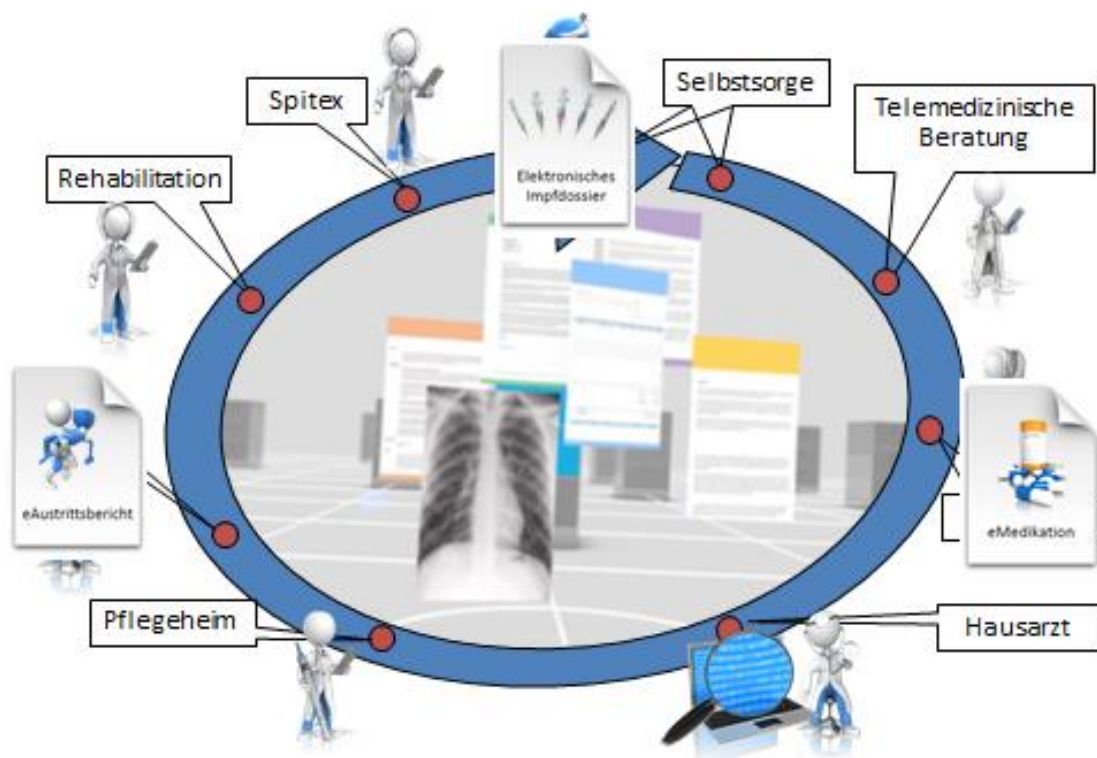 Spitex
Elektronisches
Impfdossier
Selbstsorge
Telemedizinische
Beratung
Rehabilitation
eAustrittsbericht
eMedikation
Pflegeheim
Hausarzt